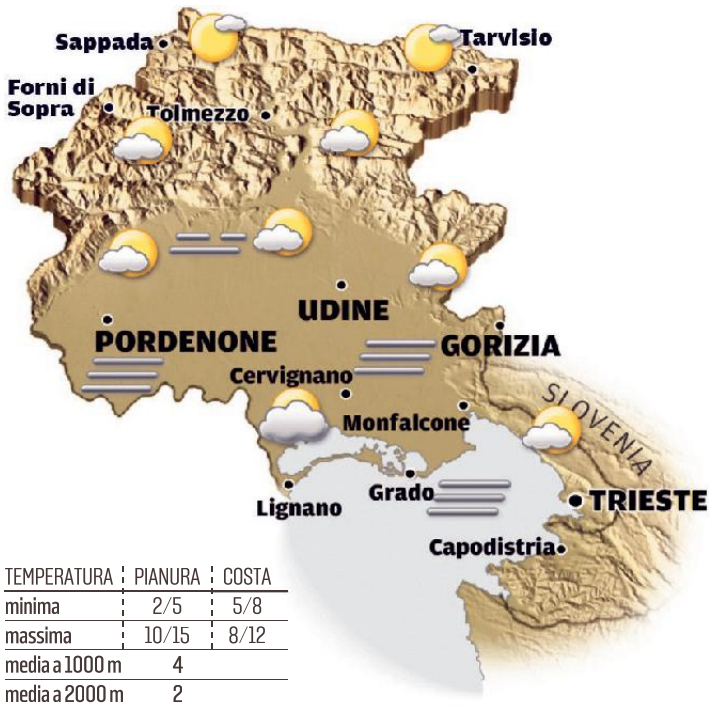 Sappada
Tarvisio
Forni di
Sopra
Tolmezzo
UDINE
PORDENONE
GORIZIA
Cervignano
SLOVENIA
Monfalcone
Grado
TRIESTE
Lignano
Capodistria
TEMPERATURA PIANURA COSTA
minima 2/5 5/8
massima 10/15 8/12
media a 1000 m 4
media a 2000 m 2